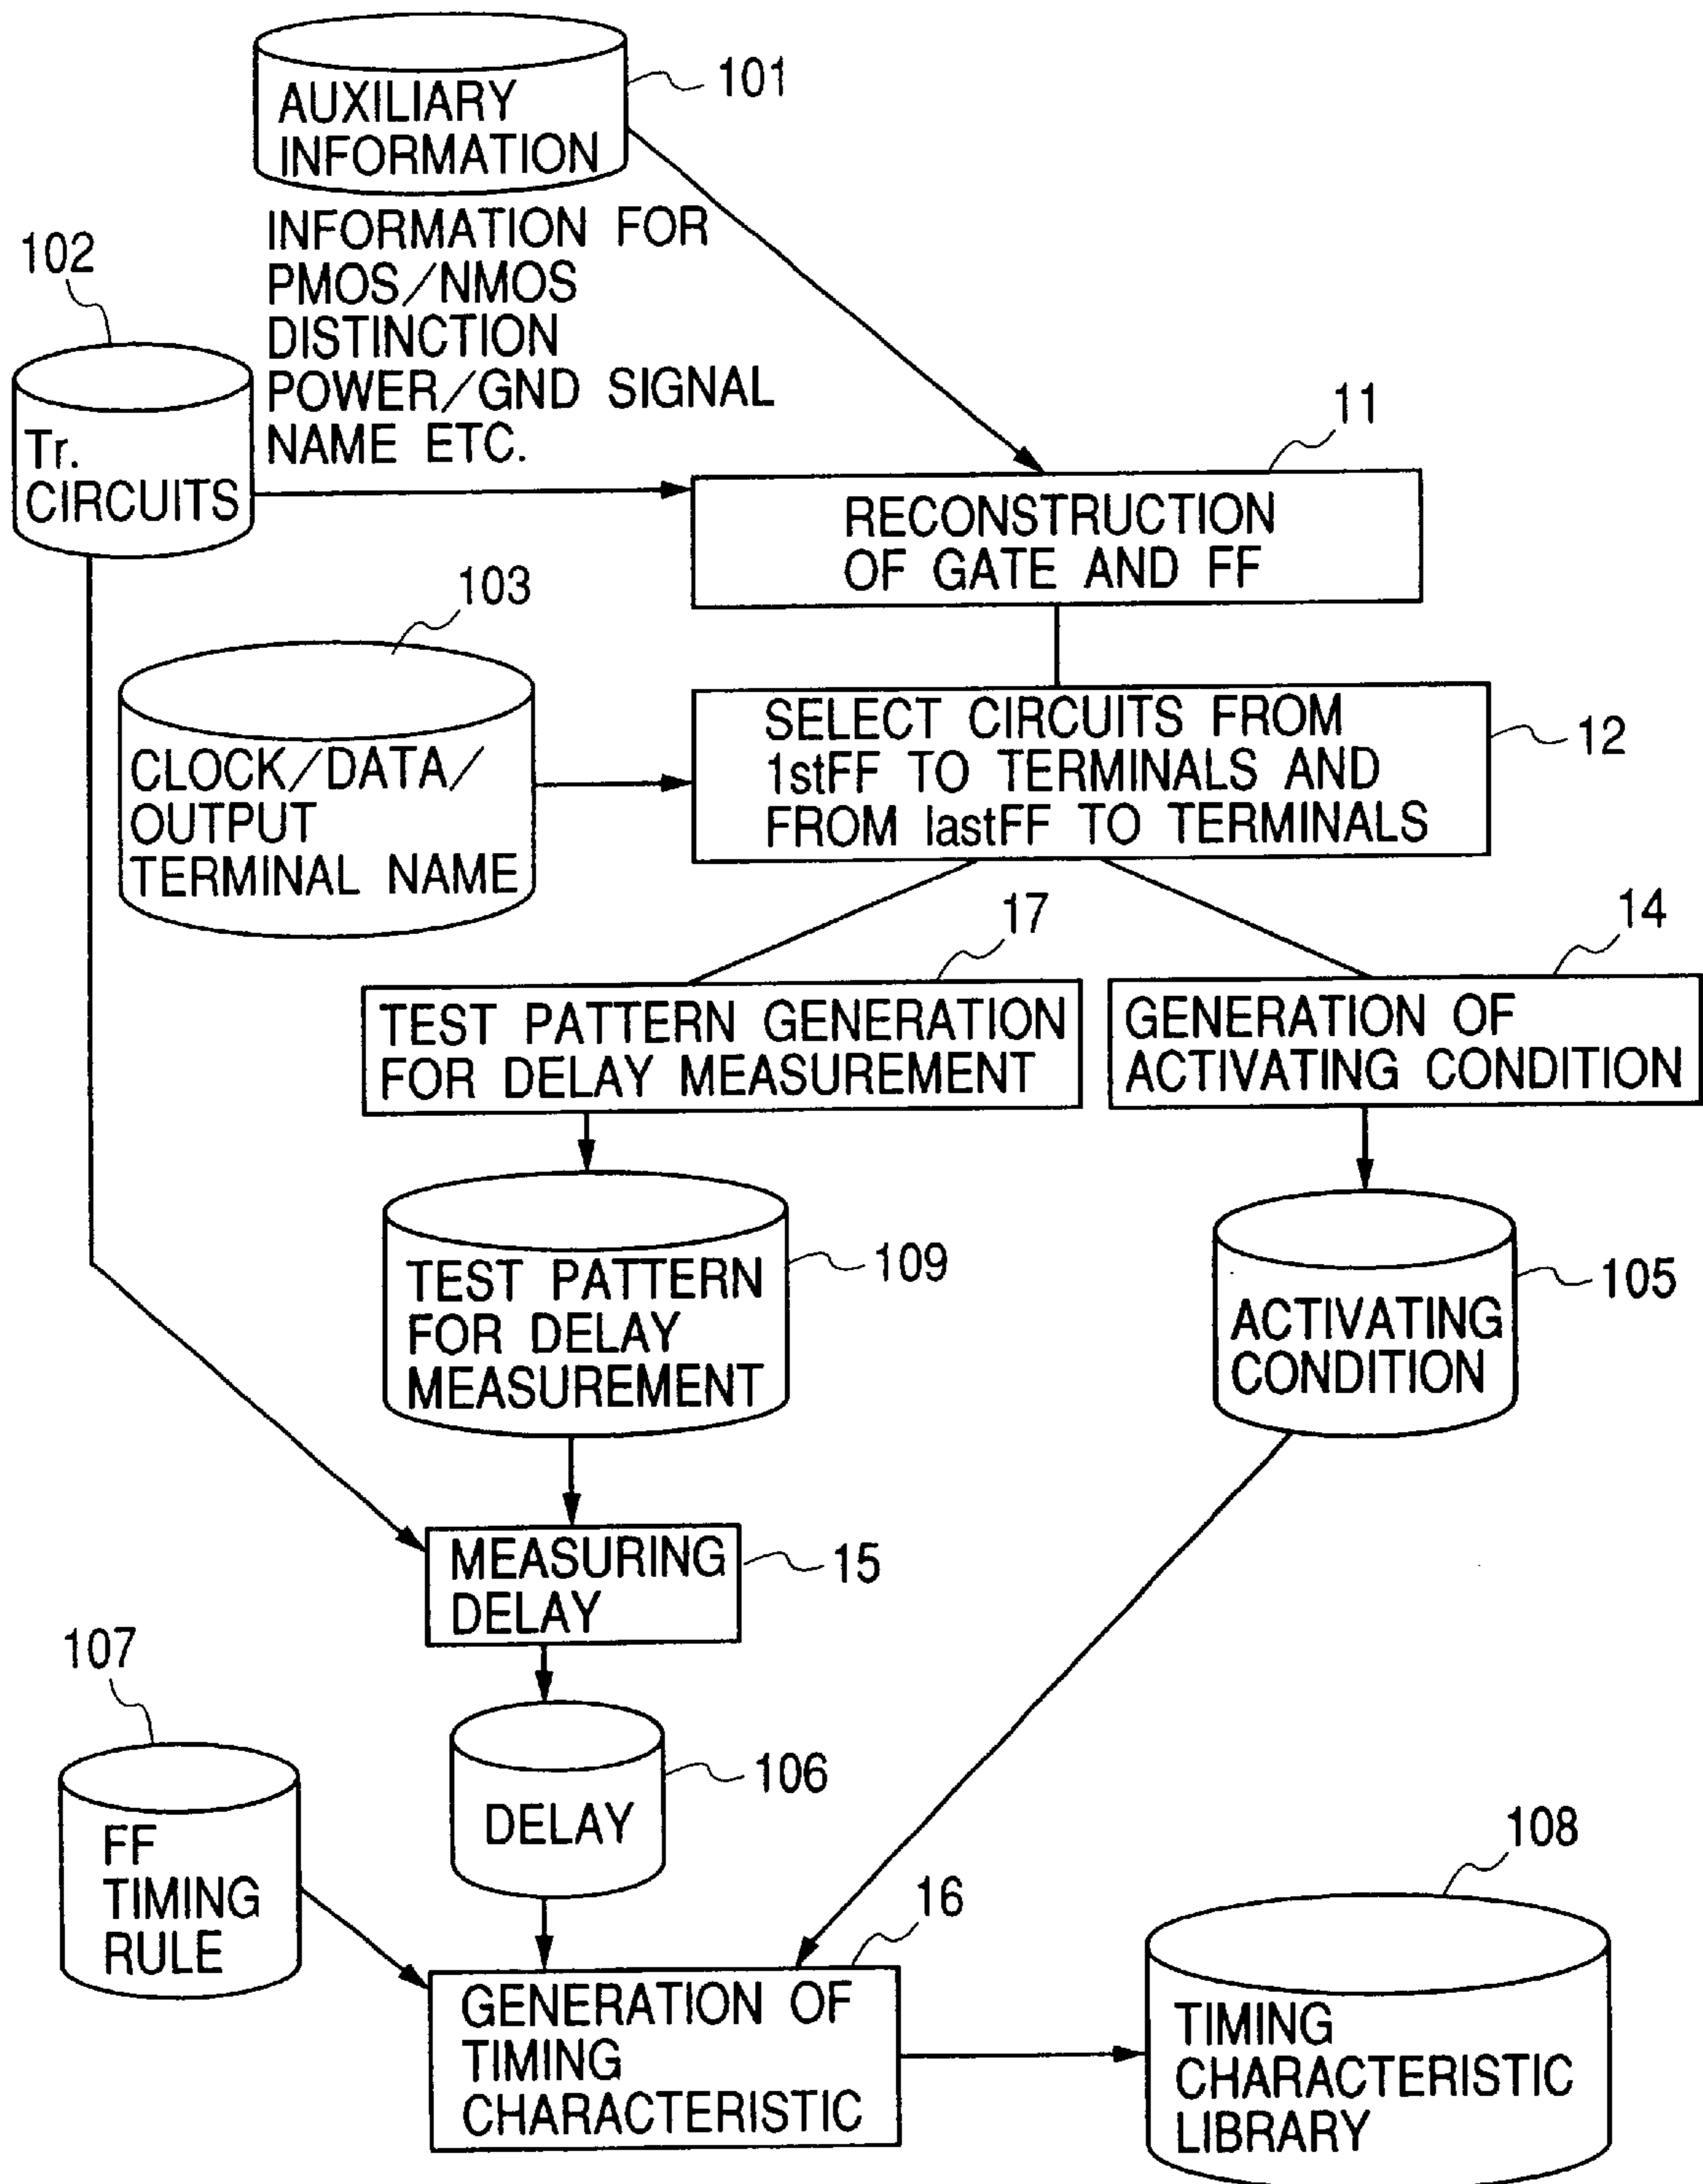 101
AUXILIARY
INFORMATION
INFORMATION FOR
PMOS/NMOS
DISTINCTION
POWER/GND SIGNAL
NAME ETC.
102
Tr.
CIRCUITS
11
RECONSTRUCTION
OF GATE AND FF
103
CLOCK/DATA/
OUTPUT
TERMINAL NAME
SELECT CIRCUITS FROM
1stFF TO TERMINALS AND
FROM lastFF TO TERMINALS
12
17
TEST PATTERN GENERATION
FOR DELAY MEASUREMENT
14
GENERATION OF
ACTIVATING CONDITION
TEST PATTERN
FOR DELAY
MEASUREMENT
109
ACTIVATING
CONDITION
105
MEASURING
DELAY
15
107
FF
TIMING
RULE
DELAY
106
16
GENERATION OF
TIMING
CHARACTERISTIC
108
TIMING
CHARACTERISTIC
LIBRARY